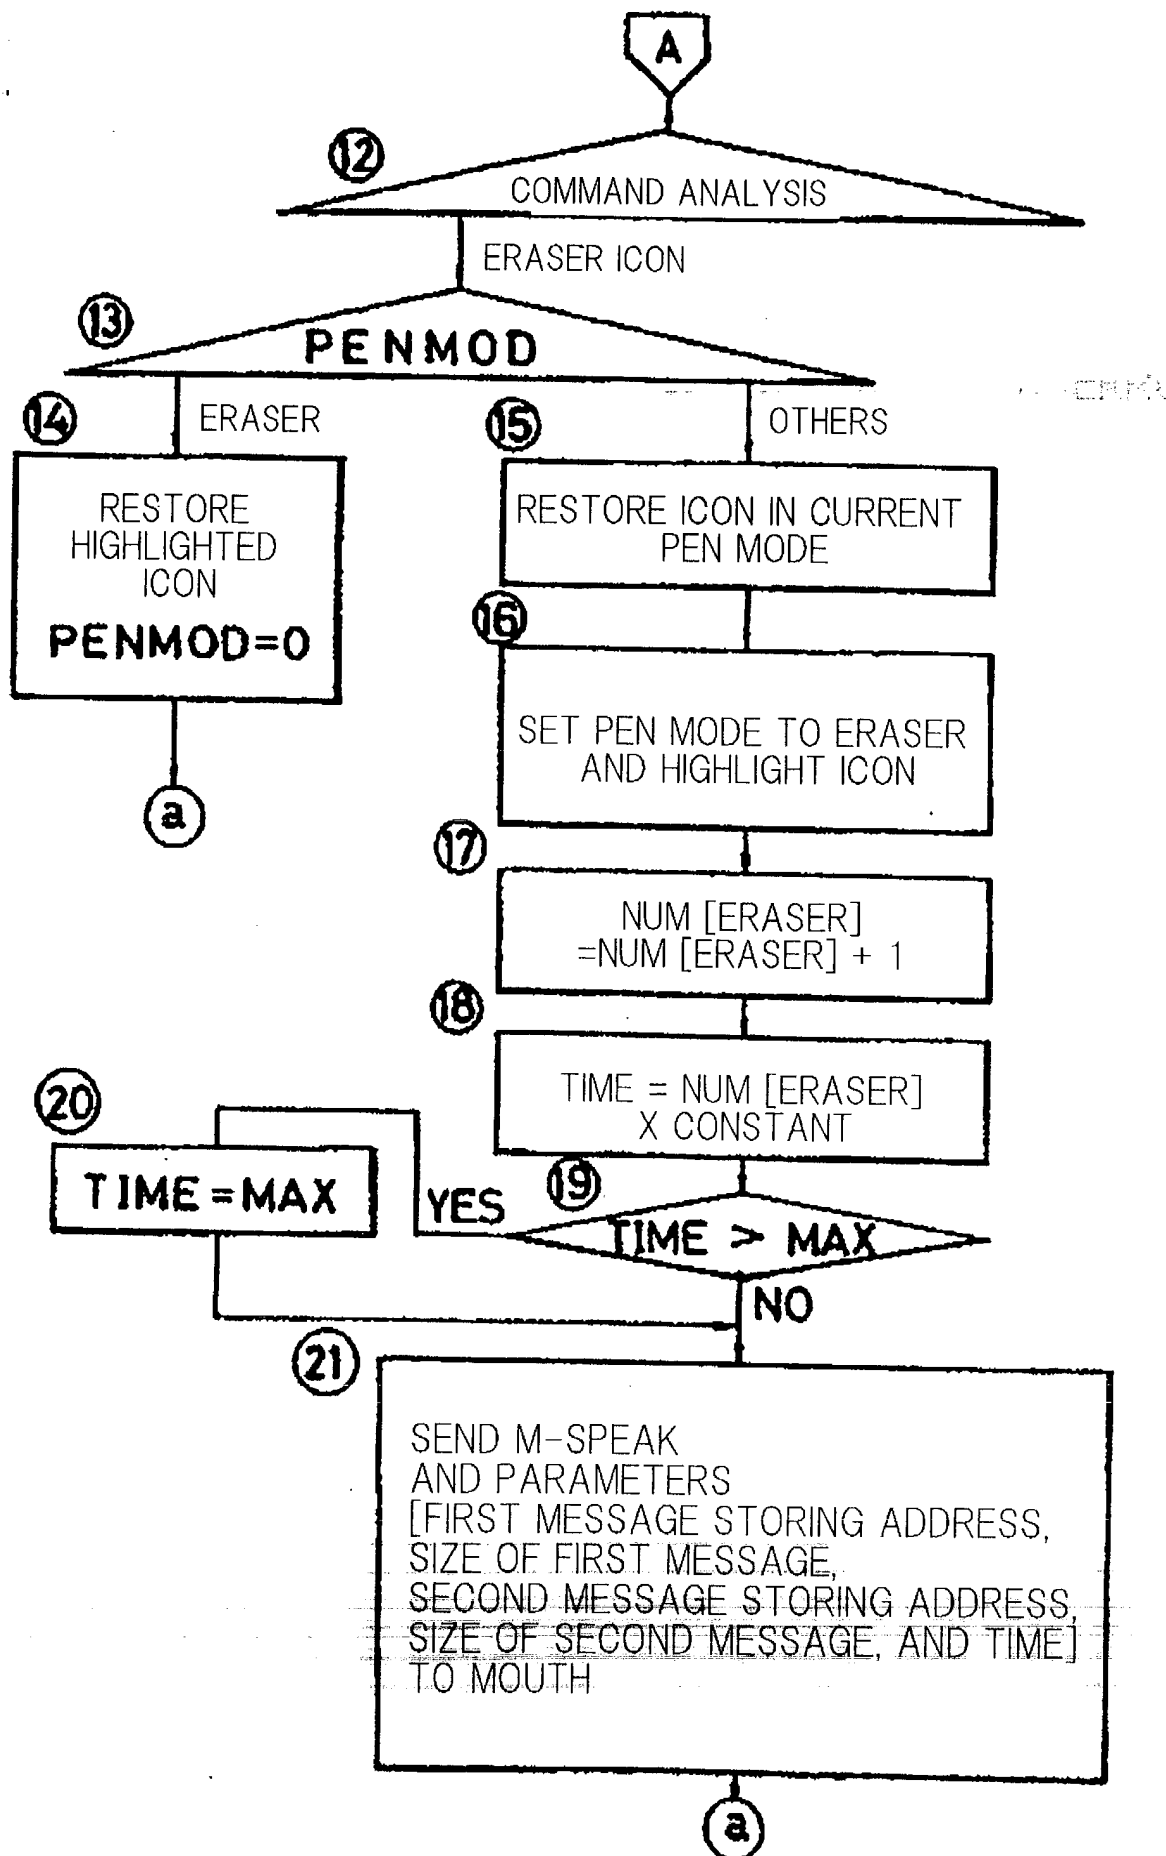 A
12
COMMAND ANALYSIS
ERASER ICON
13
PENMOD
14
ERASER
15
OTHERS
RESTORE
HIGHLIGHTED
ICON
PENMOD=0
a
RESTORE ICON IN CURRENT
PEN MODE
16
SET PEN MODE TO ERASER
AND HIGHLIGHT ICON
17
NUM [ERASER]
=NUM [ERASER] + 1
18
TIME = NUM [ERASER]
X CONSTANT
19
TIME > MAX
YES
20
TIME=MAX
NO
21
SEND M-SPEAK
AND PARAMETERS
[FIRST MESSAGE STORING ADDRESS,
SIZE OF FIRST MESSAGE,
SECOND MESSAGE STORING ADDRESS,
SIZE OF SECOND MESSAGE, AND TIME]
TO MOUTH
a